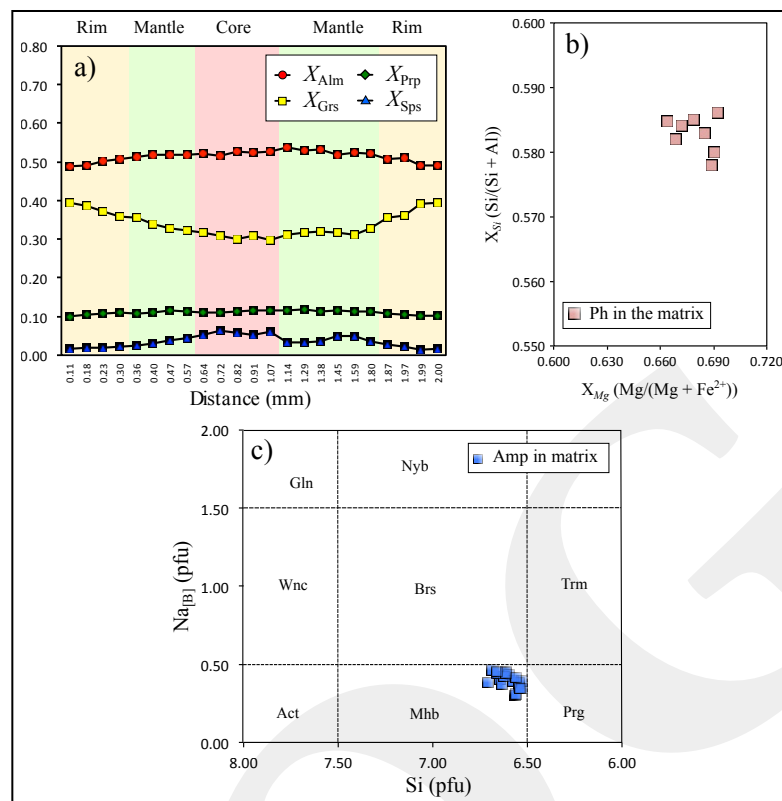 Rim Mantle Core Mantle Rim
a)
X_Alm X_Prp
X_Grs X_Sps
0.80
0.70
0.60
0.50
0.40
0.30
0.20
0.10
0.00
0.11 0.18 0.23 0.30 0.36 0.40 0.47 0.57 0.64 0.72 0.82 0.91 1.07 1.14 1.29 1.38 1.45 1.59 1.80 1.87 1.97 1.99 2.00
Distance (mm)
b)
X_Si (Si/(Si + Al))
0.600
0.590
0.580
0.570
0.560
0.550
Ph in the matrix
0.600 0.630 0.660 0.690 0.720
X_Mg (Mg/(Mg + Fe²⁺))
c)
Amp in matrix
Na[B] (pfu)
2.00
1.50
1.00
0.50
0.00
Gln Nyb
Wnc Brs Trm
Act Mhb Prg
8.00 7.50 7.00 6.50 6.00
Si (pfu)